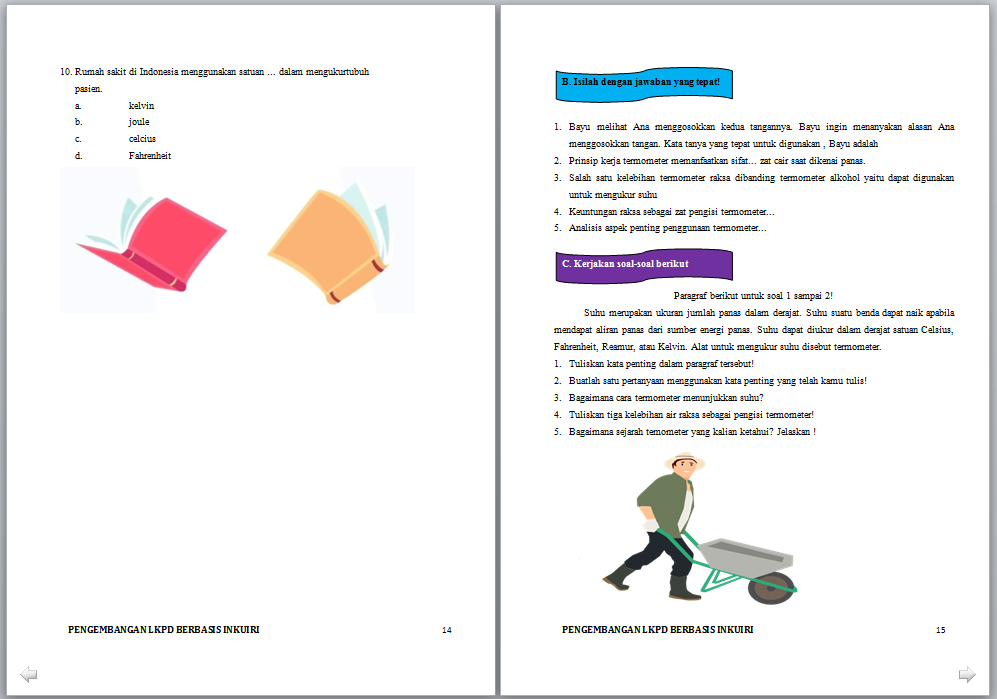 10. Rumah sakit di Indonesia menggunakan satuan … dalam mengukurtubuh
pasien.
a. kelvin
b. joule
c. celcius
d. Fahrenheit
PENGEMBANGAN LKPD BERBASIS INKUIRI 14
B. Isilah dengan jawaban yang tepat!
1. Bayu melihat Ana menggosokkan kedua tangannya. Bayu ingin menanyakan alasan Ana
menggosokkan tangan. Kata tanya yang tepat untuk digunakan , Bayu adalah
2. Prinsip kerja termometer memanfaatkan sifat… zat cair saat dikenai panas.
3. Salah satu kelebihan termometer raksa dibanding termometer alkohol yaitu dapat digunakan
untuk mengukur suhu
4. Keuntungan raksa sebagai zat pengisi termometer…
5. Analisis aspek penting penggunaan termometer…
C. Kerjakan soal-soal berikut
Paragraf berikut untuk soal 1 sampai 2!
Suhu merupakan ukuran jumlah panas dalam derajat. Suhu suatu benda dapat naik apabila
mendapat aliran panas dari sumber energi panas. Suhu dapat diukur dalam derajat satuan Celsius,
Fahrenheit, Reamur, atau Kelvin. Alat untuk mengukur suhu disebut termometer.
1. Tuliskan kata penting dalam paragraf tersebut!
2. Buatlah satu pertanyaan menggunakan kata penting yang telah kamu tulis!
3. Bagaimana cara termometer menunjukkan suhu?
4. Tuliskan tiga kelebihan air raksa sebagai pengisi termometer!
5. Bagaimana sejarah temometer yang kalian ketahui? Jelaskan !
PENGEMBANGAN LKPD BERBASIS INKUIRI 15